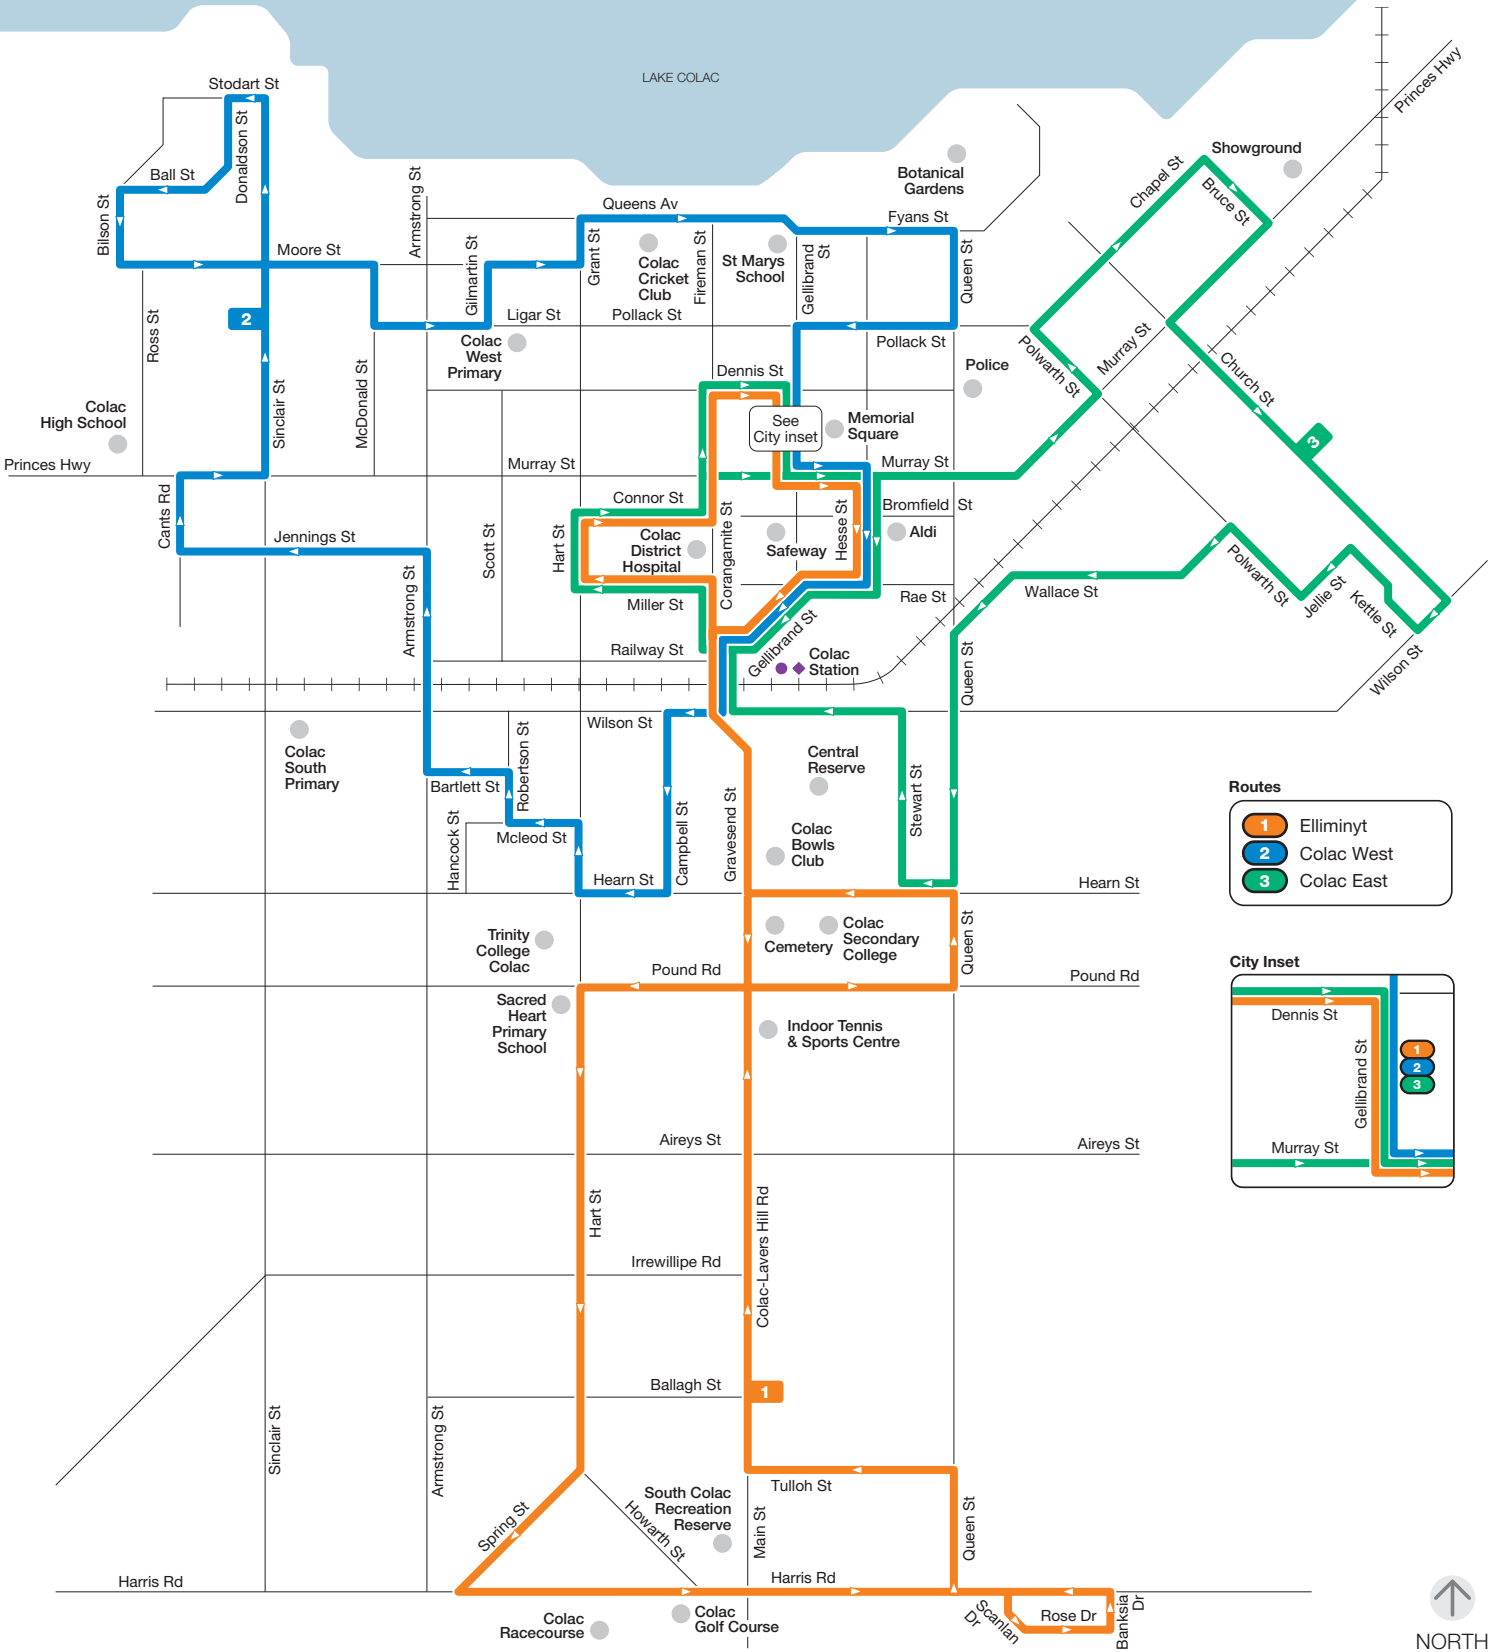 LAKE COLAC
Princes Hwy
Stodart St
Donaldson St
Ball St
Bilson St
Armstrong St
Moore St
Queens Av
Fyans St
Botanical
Gardens
Showground
Chapel St
Bruce St
Gilmartin St
Grant St
Colac
Cricket
Club
Fireman St
St Marys
School
Gellibrand
St
Queen St
2
Ross St
Ligar St
Pollack St
Pollack St
Colac
West
Primary
McDonald St
Sinclair St
Dennis St
Police
Polwarth St
Murray St
Church St
3
See
City inset
Memorial
Square
Colac
High School
Princes Hwy
Murray St
Murray St
Cants Rd
Jennings St
Scott St
Connor St
Hart St
Colac
District
Hospital
Corangamite St
Safeway
Hesse St
Bromfield St
Aldi
Armstrong St
Miller St
Rae St
Wallace St
Polwarth St
Jellie St
Kettle St
Wilson St
Railway St
Gellibrand St
Colac
Station
Queen St
Wilson St
Colac
South
Primary
Robertson St
Bartlett St
Hancock St
Mcleod St
Campbell St
Gravesend St
Central
Reserve
Stewart St
Colac
Bowls
Club
Hearn St
Hearn St
Routes
1 Elliminyt
2 Colac West
3 Colac East
Trinity
College
Colac
Cemetery
Colac
Secondary
College
Queen St
Pound Rd
Pound Rd
Sacred
Heart
Primary
School
Indoor Tennis
& Sports Centre
City Inset
Dennis St
Gellibrand St
1
2
3
Murray St
Aireys St
Aireys St
Hart St
Colac-Lavers Hill Rd
Irrewillipe Rd
Ballagh St
1
Sinclair St
Armstrong St
Tulloh St
South Colac
Recreation
Reserve
Spring St
Howarth St
Main St
Queen St
Harris Rd
Harris Rd
Scanlan
Dr
Rose Dr
Banksia
Dr
Colac
Racecourse
Colac
Golf Course
NORTH